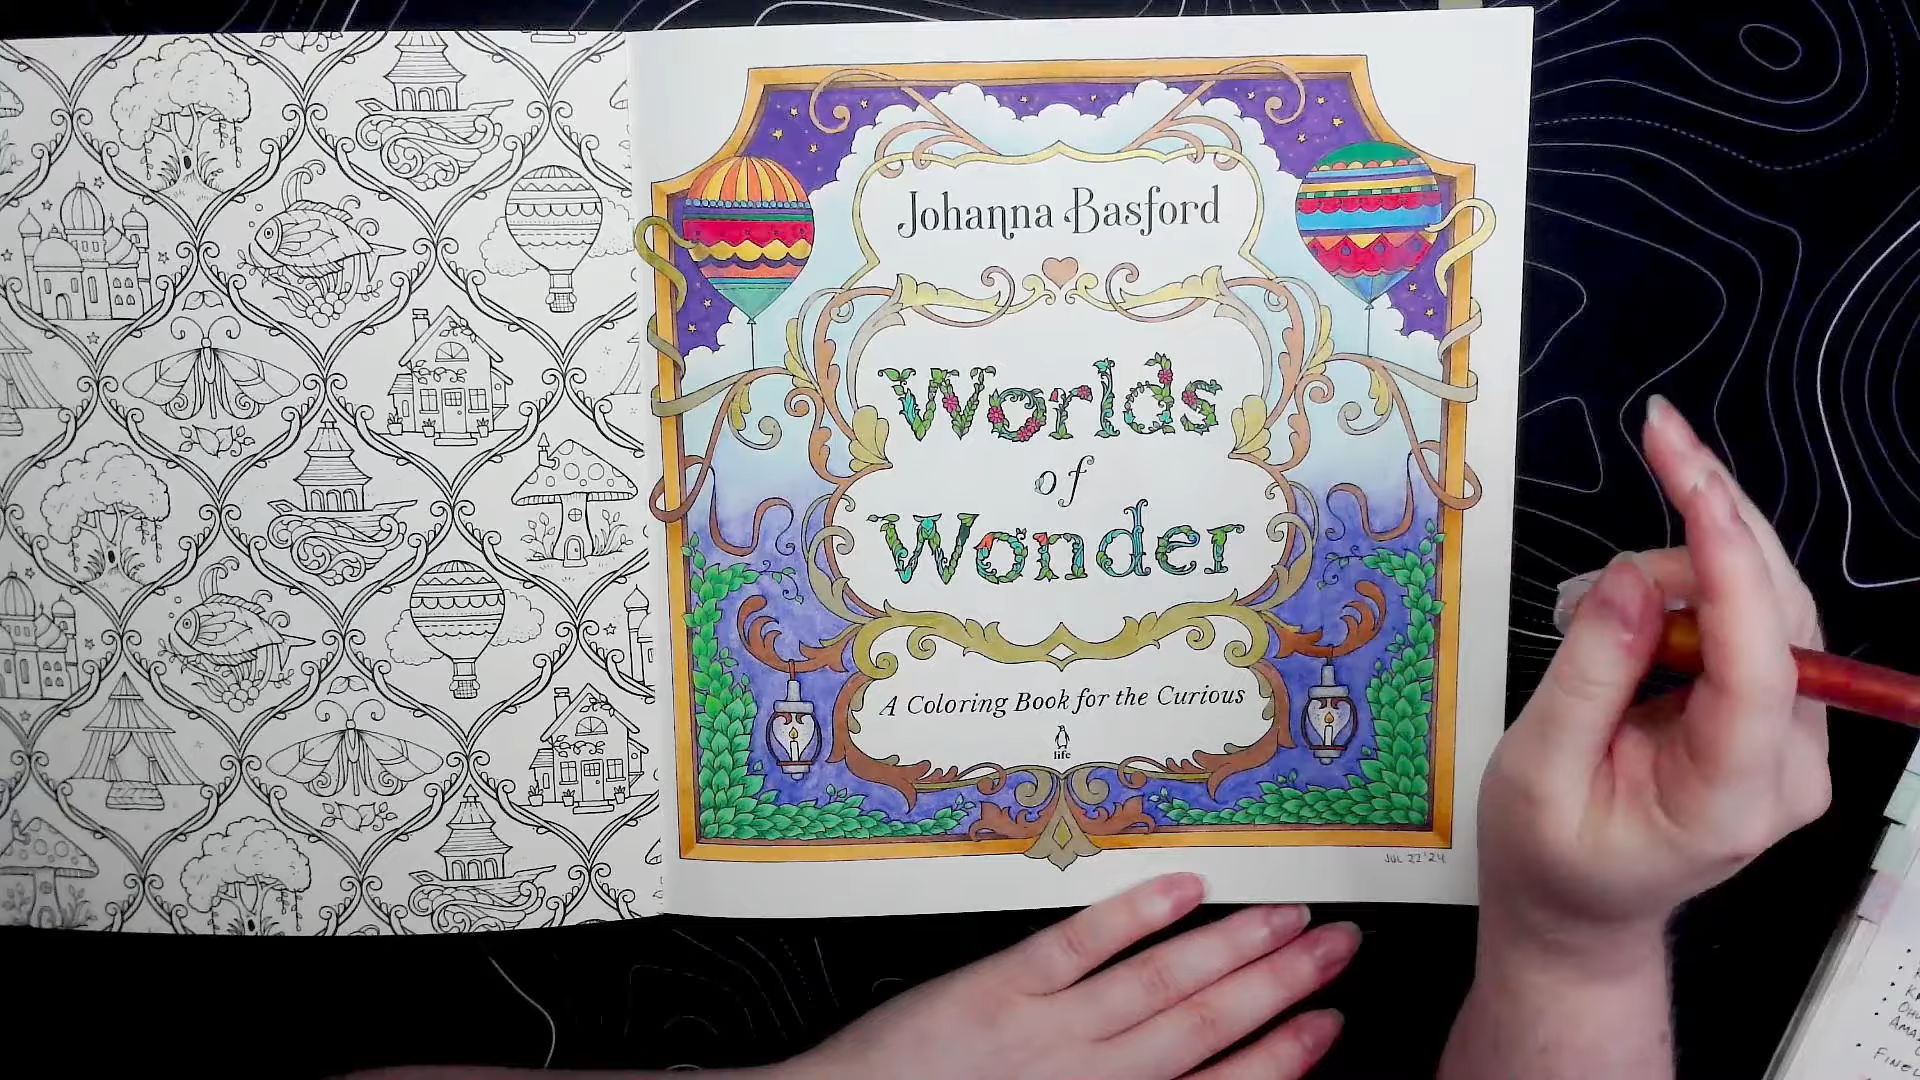 Johanna Basford
Worlds
of
Wonder
A Coloring Book for the Curious
life
JUL 22 '24